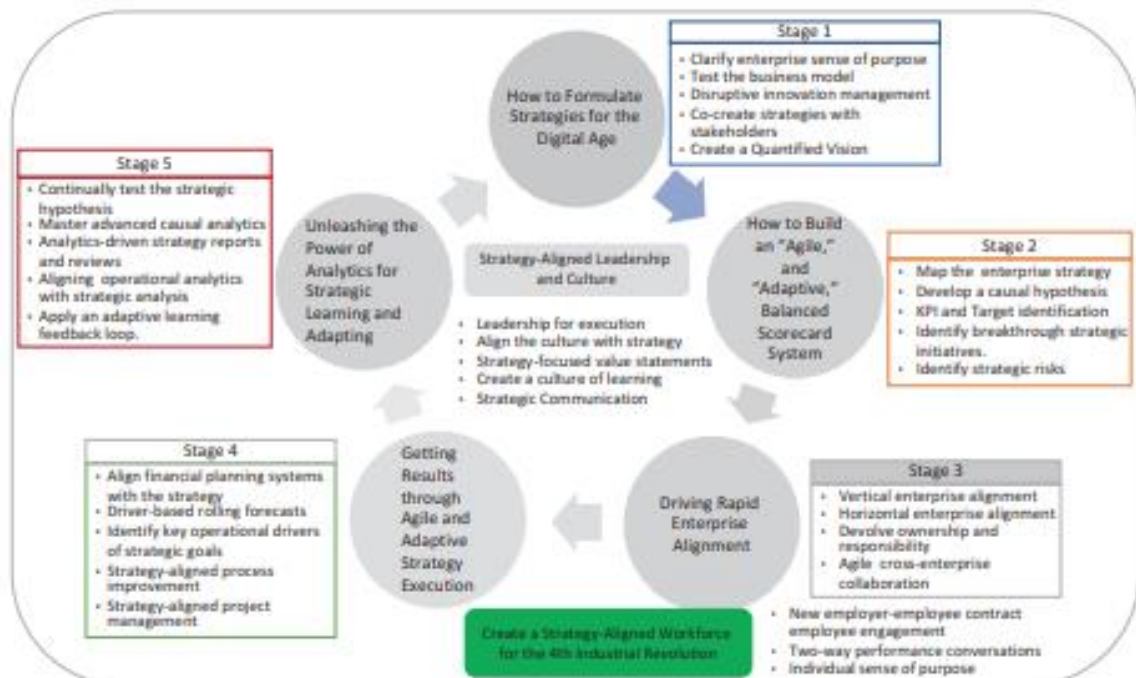 Stage 1
• Clarify enterprise sense of purpose
• Test the business model
• Disruptive innovation management
• Co-create strategies with
stakeholders
• Create a Quantified Vision
How to Formulate
Strategies for the
Digital Age
Stage 5
• Continually test the strategic
hypothesis
• Master advanced causal analytics
• Analytics-driven strategy reports
and reviews
• Aligning operational analytics
with strategic analysis
• Apply an adaptive learning
feedback loop.
Unleashing the
Power of
Analytics for
Strategic
Learning and
Adapting
Strategy-Aligned Leadership
and Culture
• Leadership for execution
• Align the culture with strategy
• Strategy-focused value statements
• Create a culture of learning
• Strategic Communication
How to Build
an "Agile,"
and
"Adaptive,"
Balanced
Scorecard
System
Stage 2
• Map the enterprise strategy
• Develop a causal hypothesis
• KPI and Target identification
• Identify breakthrough strategic
initiatives.
• Identify strategic risks
Stage 4
• Align financial planning systems
with the strategy
• Driver-based rolling forecasts
• Identify key operational drivers
of strategic goals
• Strategy-aligned process
improvement
• Strategy-aligned project
management
Getting
Results
through
Agile and
Adaptive
Strategy
Execution
Driving Rapid
Enterprise
Alignment
Stage 3
• Vertical enterprise alignment
• Horizontal enterprise alignment
• Devolve ownership and
responsibility
• Agile cross-enterprise
collaboration
Create a Strategy-Aligned Workforce
for the 4th Industrial Revolution
• New employer-employee contract
employee engagement
• Two-way performance conversations
• Individual sense of purpose